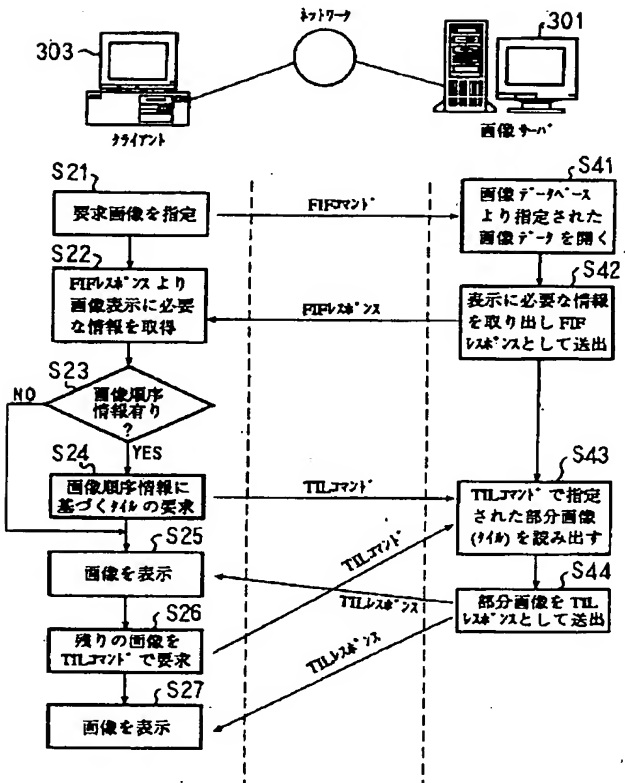 ネットワーク
303
301
クライアント
画像サーバ
S21
要求画像を指定
FIFコマンド
S41
画像データベース
より指定された
画像データを開く
S22
FIFレスポンスより
画像表示に必要
な情報を取得
FIFレスポンス
S42
表示に必要な情報
を取り出しFIF
レスポンスとして送出
S23
画像順序
情報有り
?
NO
YES
S24
画像順序情報に
基づくタイルの要求
TILコマンド
S43
TILコマンドで指定
された部分画像
(タイル)を読み出す
S25
画像を表示
TILコマンド
TILレスポンス
S44
部分画像をTIL
レスポンスとして送出
S26
残りの画像を
TILコマンドで要求
TILレスポンス
S27
画像を表示